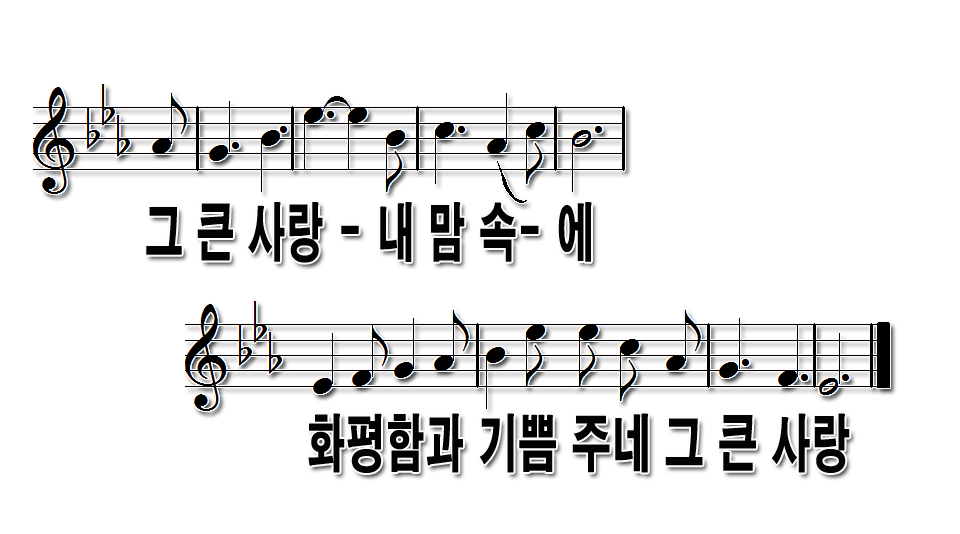 그 큰 사랑 - 내 맘 속- 에
화평함과 기쁨 주네 그 큰 사랑